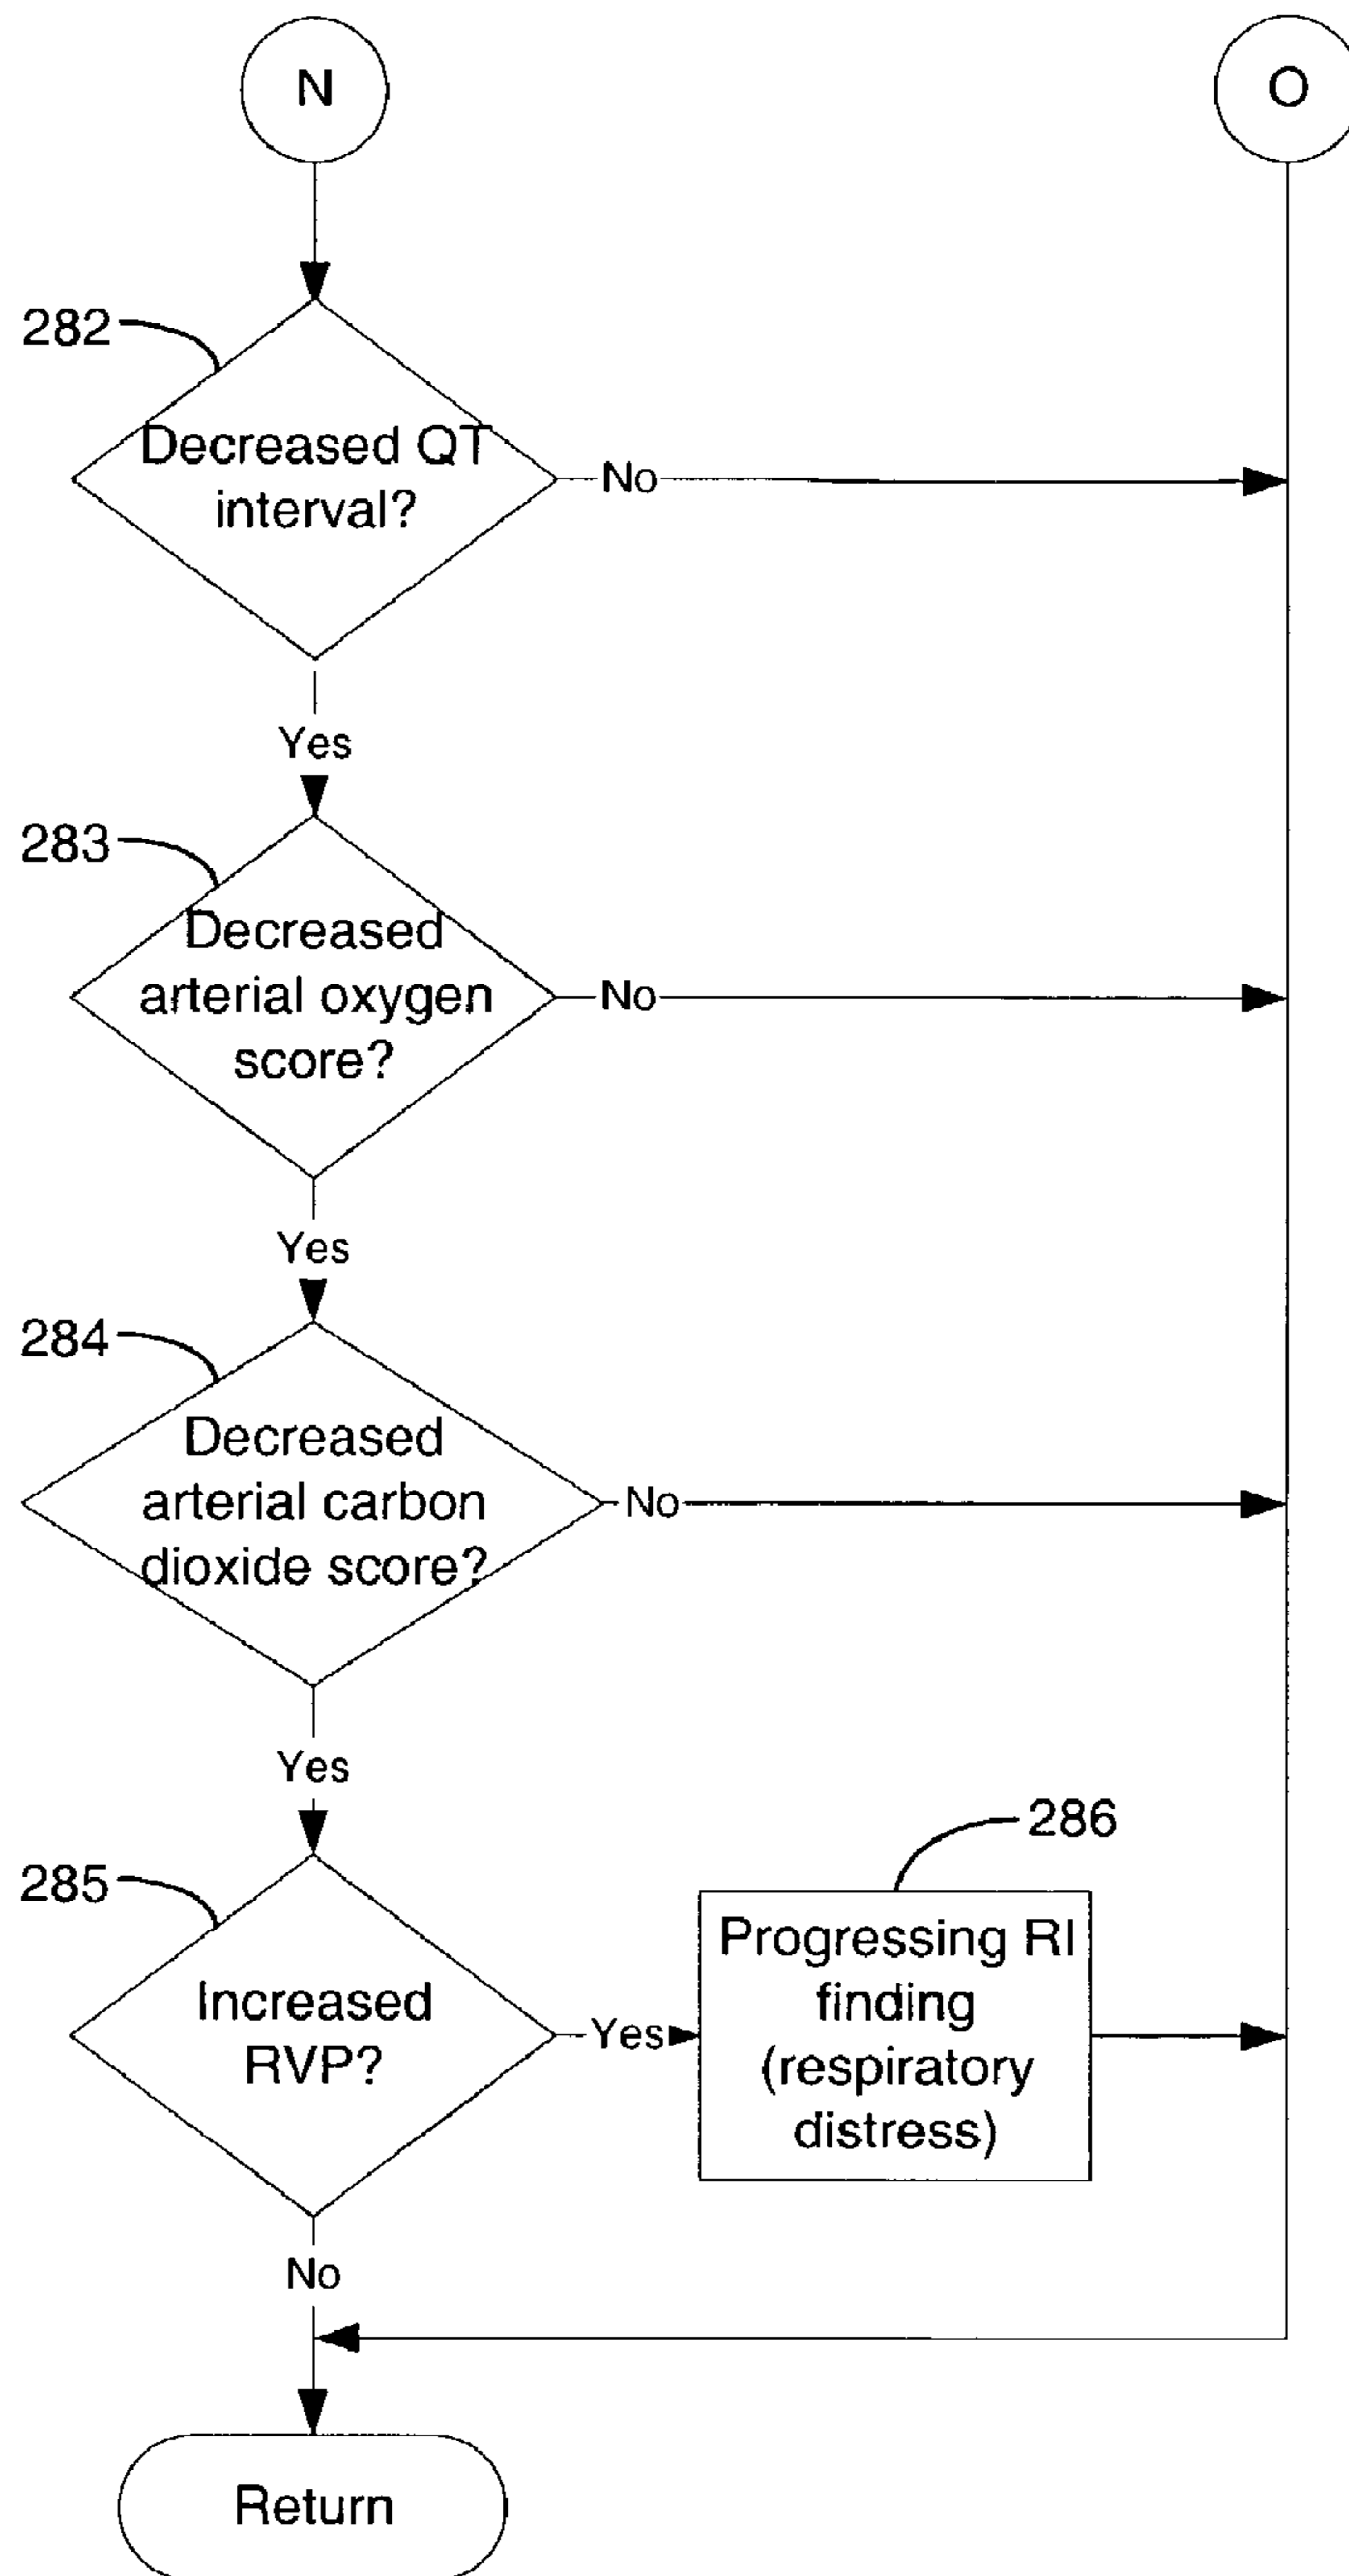 N
O
282
Decreased QT
interval?
No
Yes
283
Decreased
arterial oxygen
score?
No
Yes
284
Decreased
arterial carbon
dioxide score?
No
Yes
285
Increased
RVP?
Yes
286
Progressing RI
finding
(respiratory
distress)
No
Return